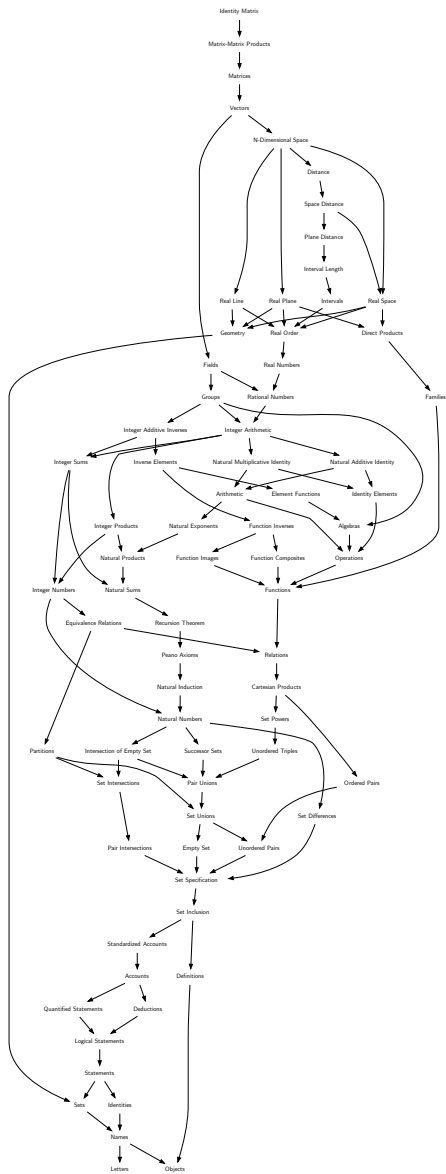 Identity Matrix
Matrix-Matrix Products
Matrices
Vectors
N-Dimensional Space
Distance
Space Distance
Plane Distance
Interval Length
Real Line Real Plane Intervals Real Space
Geometry Real Order Direct Products
Fields Real Numbers
Groups Rational Numbers Families
Integer Additive Inverses Integer Arithmetic
Integer Sums Inverse Elements Natural Multiplicative Identity Natural Additive Identity
Arithmetic Element Functions Identity Elements
Integer Products Natural Exponents Function Inverses Algebras
Natural Products Function Images Function Composites Operations
Integer Numbers Natural Sums Functions
Equivalence Relations Recursion Theorem
Peano Axioms Relations
Natural Induction Cartesian Products
Natural Numbers Set Powers
Partitions Intersection of Empty Set Successor Sets Unordered Triples
Set Intersections Pair Unions Ordered Pairs
Set Unions Set Differences
Pair Intersections Empty Set Unordered Pairs
Set Specification
Set Inclusion
Standardized Accounts
Accounts Definitions
Quantified Statements Deductions
Logical Statements
Statements
Sets Identities
Names
Letters Objects